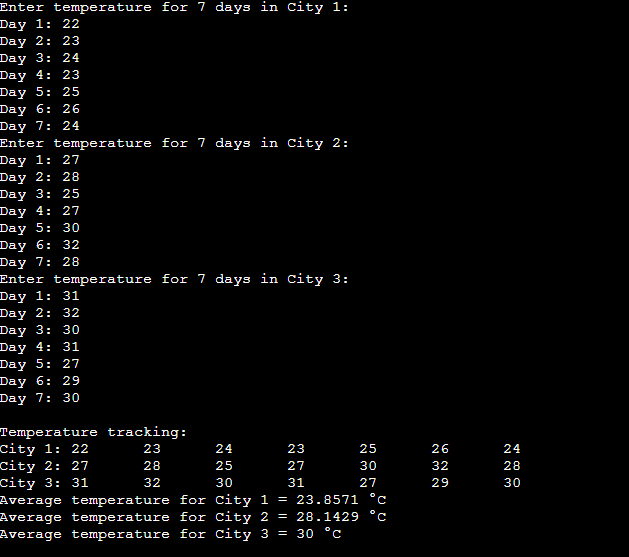 Enter temperature for 7 days in City 1:
Day 1: 22
Day 2: 23
Day 3: 24
Day 4: 23
Day 5: 25
Day 6: 26
Day 7: 24
Enter temperature for 7 days in City 2:
Day 1: 27
Day 2: 28
Day 3: 25
Day 4: 27
Day 5: 30
Day 6: 32
Day 7: 28
Enter temperature for 7 days in City 3:
Day 1: 31
Day 2: 32
Day 3: 30
Day 4: 31
Day 5: 27
Day 6: 29
Day 7: 30
Temperature tracking:
City 1: 22 23 24 23 25 26 24
City 2: 27 28 25 27 30 32 28
City 3: 31 32 30 31 27 29 30
Average temperature for City 1 = 23.8571 °C
Average temperature for City 2 = 28.1429 °C
Average temperature for City 3 = 30 °C